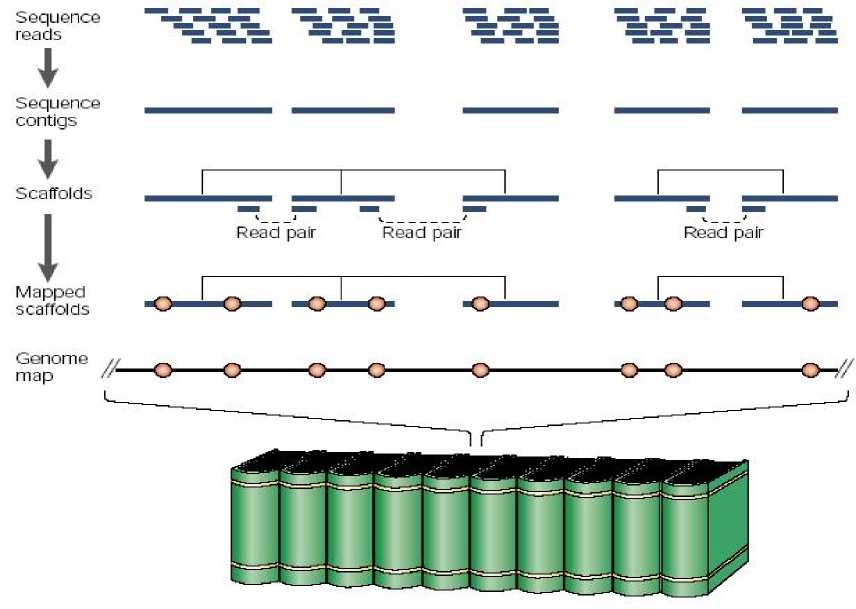 Sequence
reads
Sequence
contigs
Scaffolds
Read pair
Read pair
Read pair
Mapped
scaffolds
Genome
map